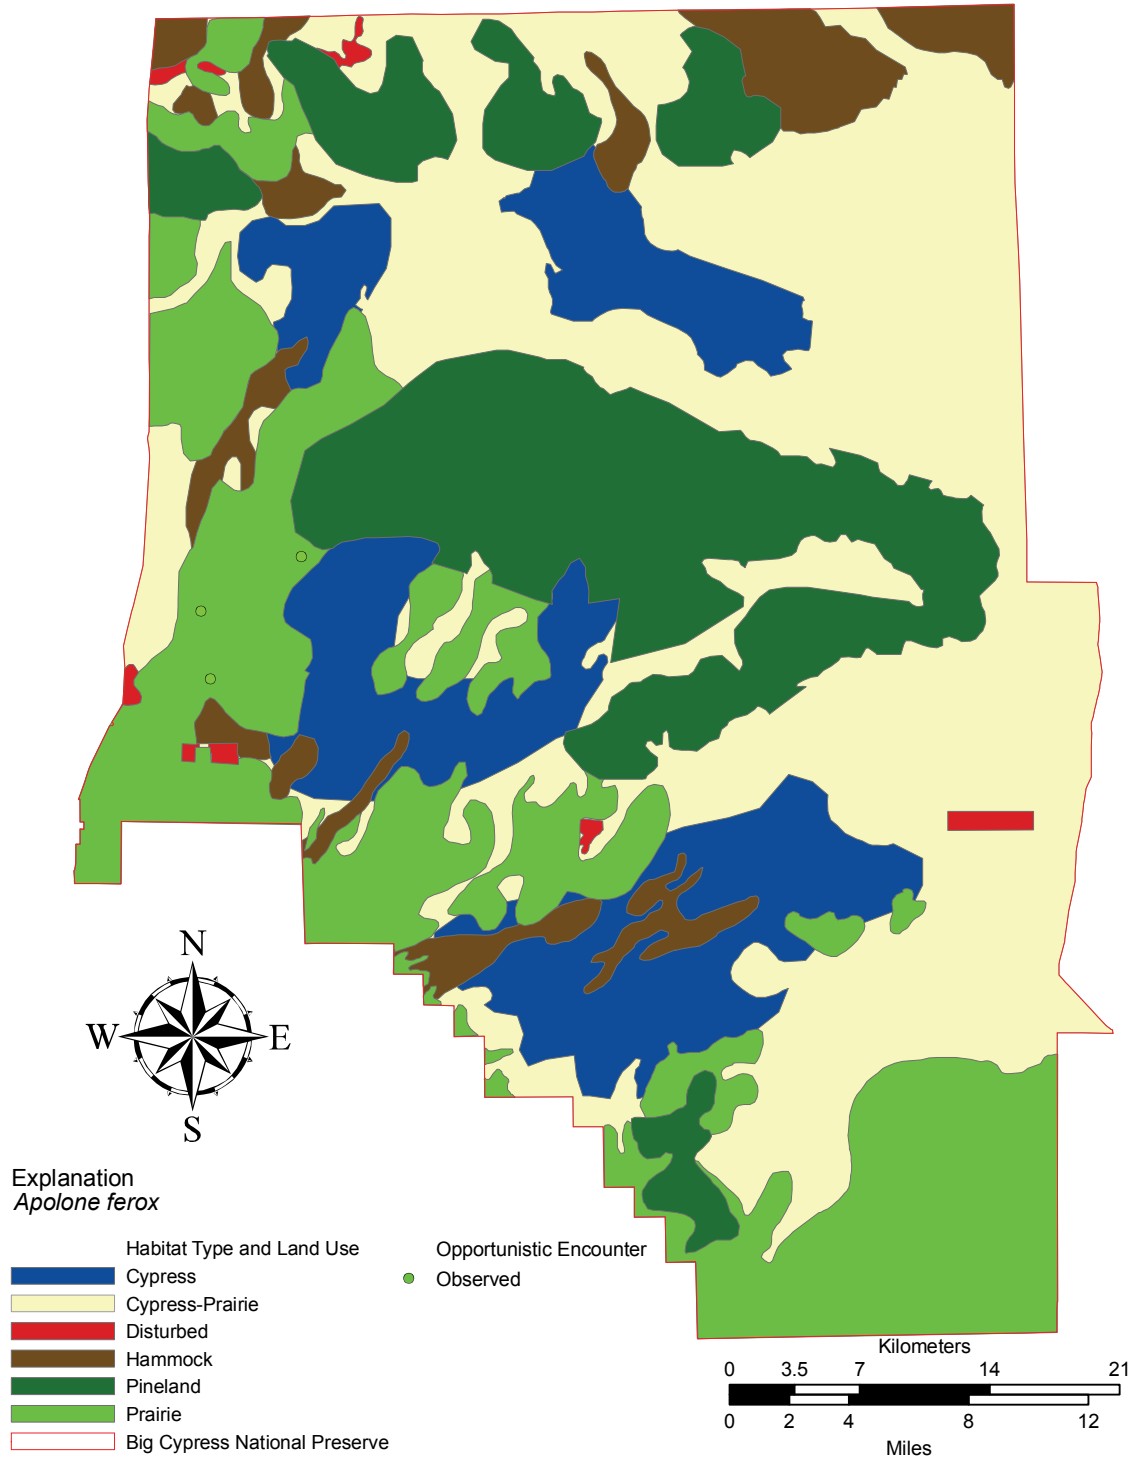 N
W E
S
Explanation
Apolone ferox
Habitat Type and Land Use
Cypress
Cypress-Prairie
Disturbed
Hammock
Pineland
Prairie
Big Cypress National Preserve
Opportunistic Encounter
Observed
Kilometers
0 3.5 7 14 21
0 2 4 8 12
Miles